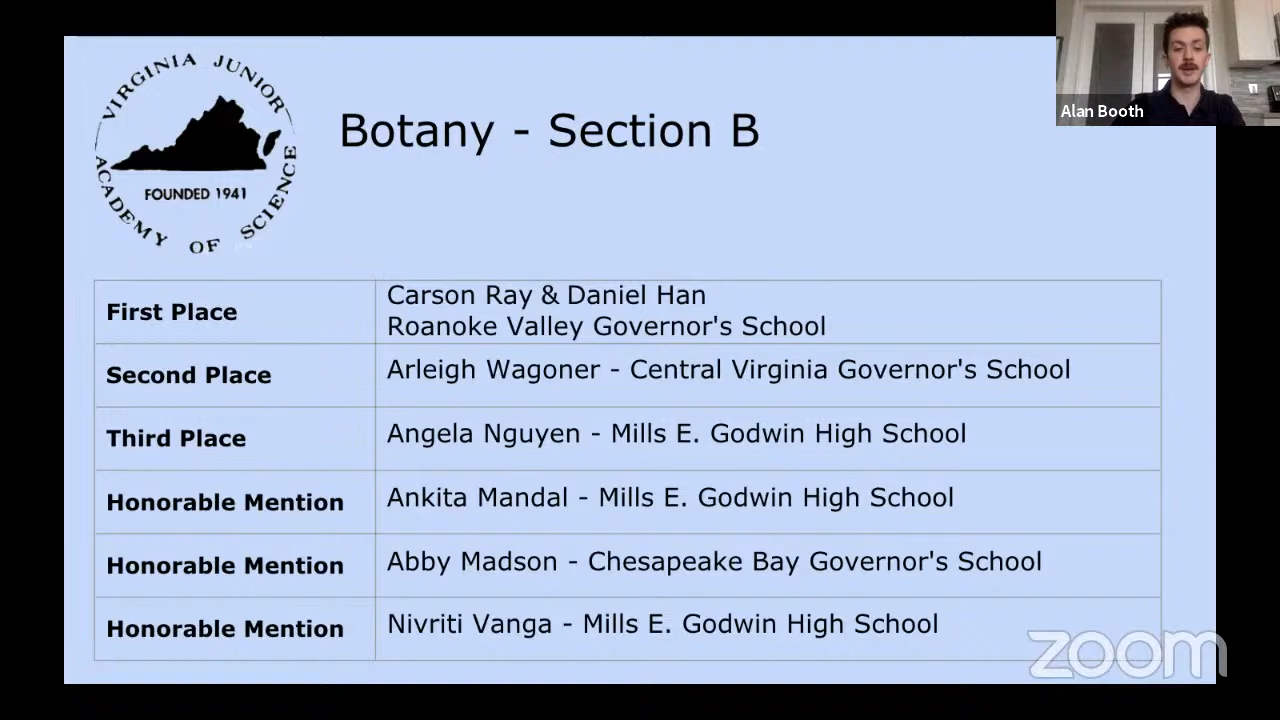 VIRGINIA JUNIOR
ACADEMY OF SCIENCE
FOUNDED 1941
Botany - Section B
Alan Booth
First Place
Carson Ray & Daniel Han
Roanoke Valley Governor's School
Second Place
Arleigh Wagoner - Central Virginia Governor's School
Third Place
Angela Nguyen - Mills E. Godwin High School
Honorable Mention
Ankita Mandal - Mills E. Godwin High School
Honorable Mention
Abby Madson - Chesapeake Bay Governor's School
Honorable Mention
Nivriti Vanga - Mills E. Godwin High School
zoom